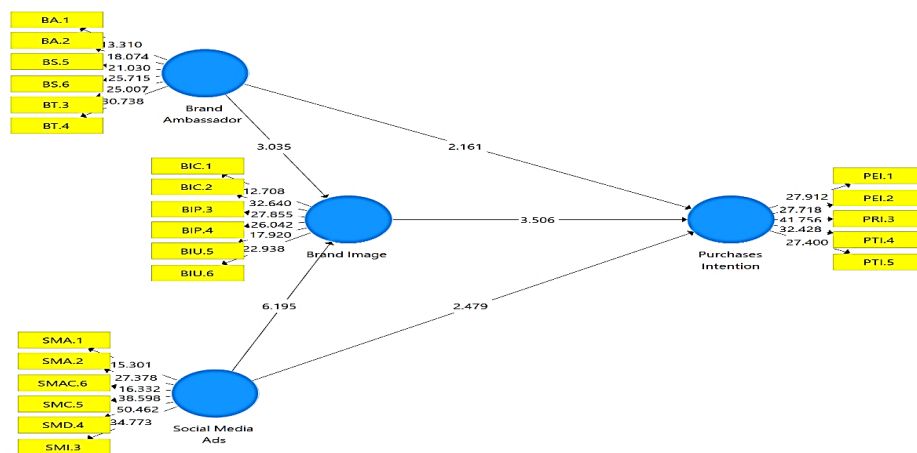 BA.1
BA.2
BS.5
BS.6
BT.3
BT.4
13.310
18.074
21.030
25.715
25.007
30.738
Brand
Ambassador
3.035
2.161
BIC.1
BIC.2
BIP.3
BIP.4
BIU.5
BIU.6
12.708
32.640
27.855
26.042
17.920
22.938
Brand Image
3.506
PEI.1
PEI.2
PRI.3
PTI.4
PTI.5
27.912
27.718
41.756
32.428
27.400
Purchases
Intention
6.195
2.479
SMA.1
SMA.2
SMAC.6
SMC.5
SMD.4
SMI.3
15.301
27.378
16.332
38.598
50.462
34.773
Social Media
Ads